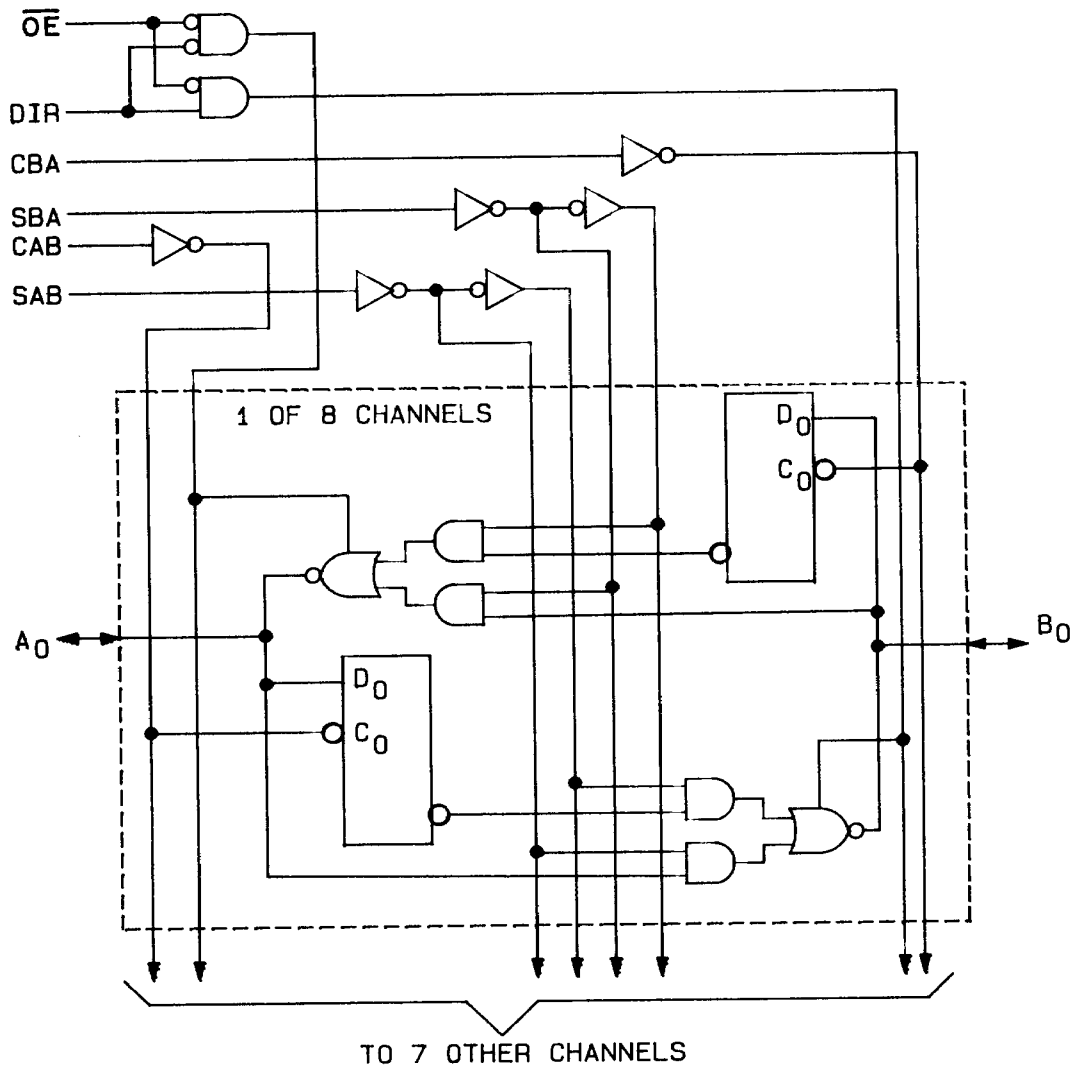 O̅E̅
DIR
CBA
SBA
CAB
SAB
1 OF 8 CHANNELS
D0
C0
A0
B0
D0
C0
TO 7 OTHER CHANNELS